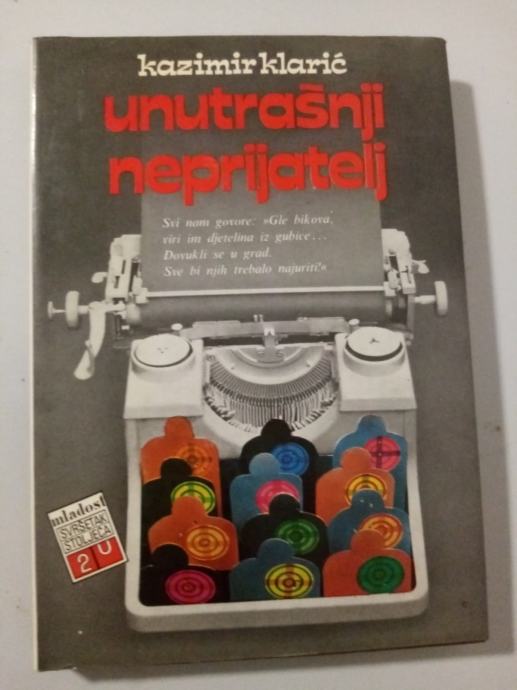 kazimir klarić
unutrašnji
neprijatelj
Svi nam govore: »Gle bikova,
viri im djetelina iz gubice...
Dovukli se u grad.
Sve bi njih trebalo najuriti!«
mladost
SVRŠETAK
STOLJEĆA
20